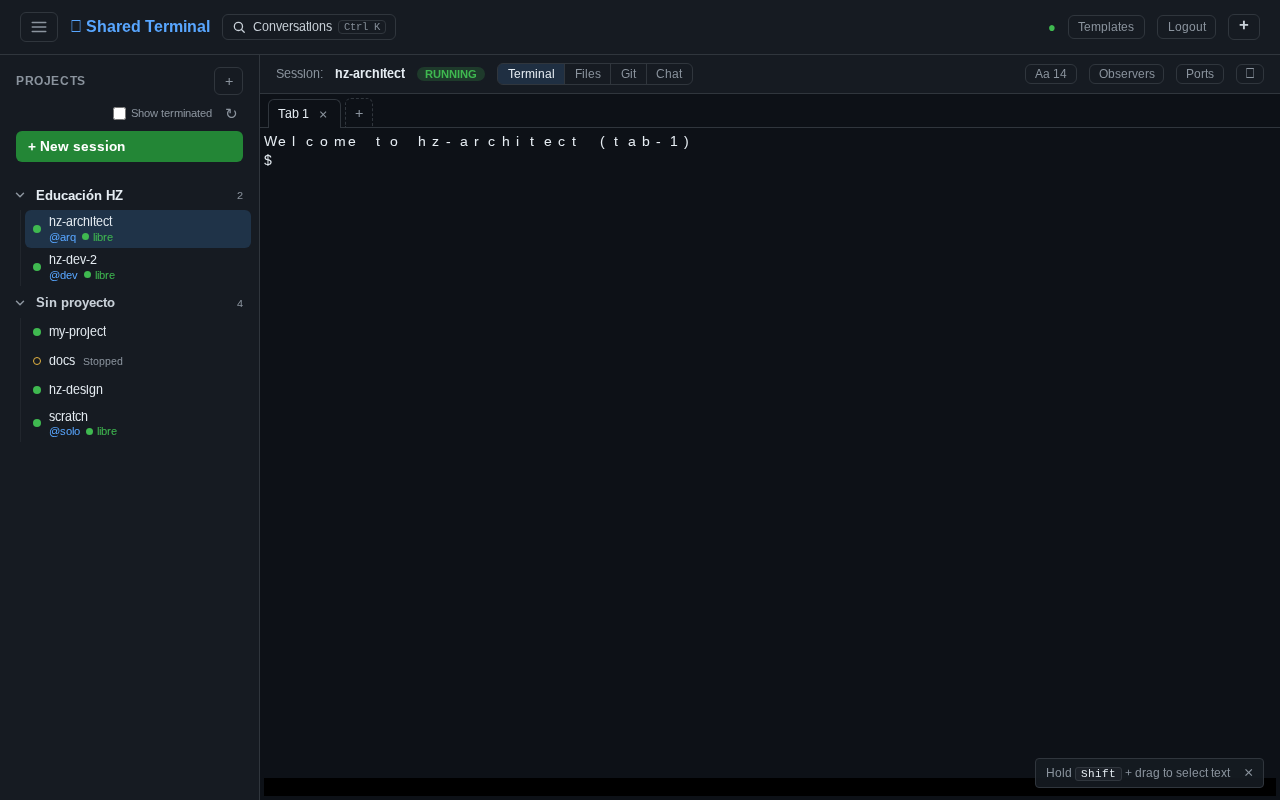 Shared Terminal
Conversations Ctrl K
Templates
Logout
+
PROJECTS
+
Show terminated ↻
+ New session
Educación HZ 2
hz-architect
@arq libre
hz-dev-2
@dev libre
Sin proyecto 4
my-project
docs Stopped
hz-design
scratch
@solo libre
Session: hz-architect RUNNING
Terminal Files Git Chat
Aa 14 Observers Ports
Tab 1 × +
Welcome to hz-architect (tab-1)
$
Hold Shift + drag to select text ×